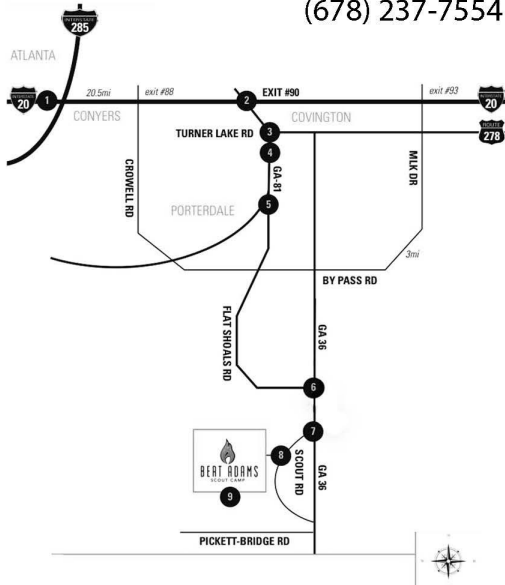 (678) 237-7554
INTERSTATE
285
ATLANTA
INTERSTATE
20
1
20.5mi
exit #88
2
EXIT #90
exit #93
INTERSTATE
20
CONYERS
COVINGTON
TURNER LAKE RD
3
ROUTE
278
4
CROWELL RD
GA-81
MLK DR
PORTERDALE
5
3mi
BY PASS RD
FLAT SHOALS RD
GA 36
6
7
BERT ADAMS
SCOUT CAMP
8
SCOUT RD
GA 36
9
PICKETT-BRIDGE RD